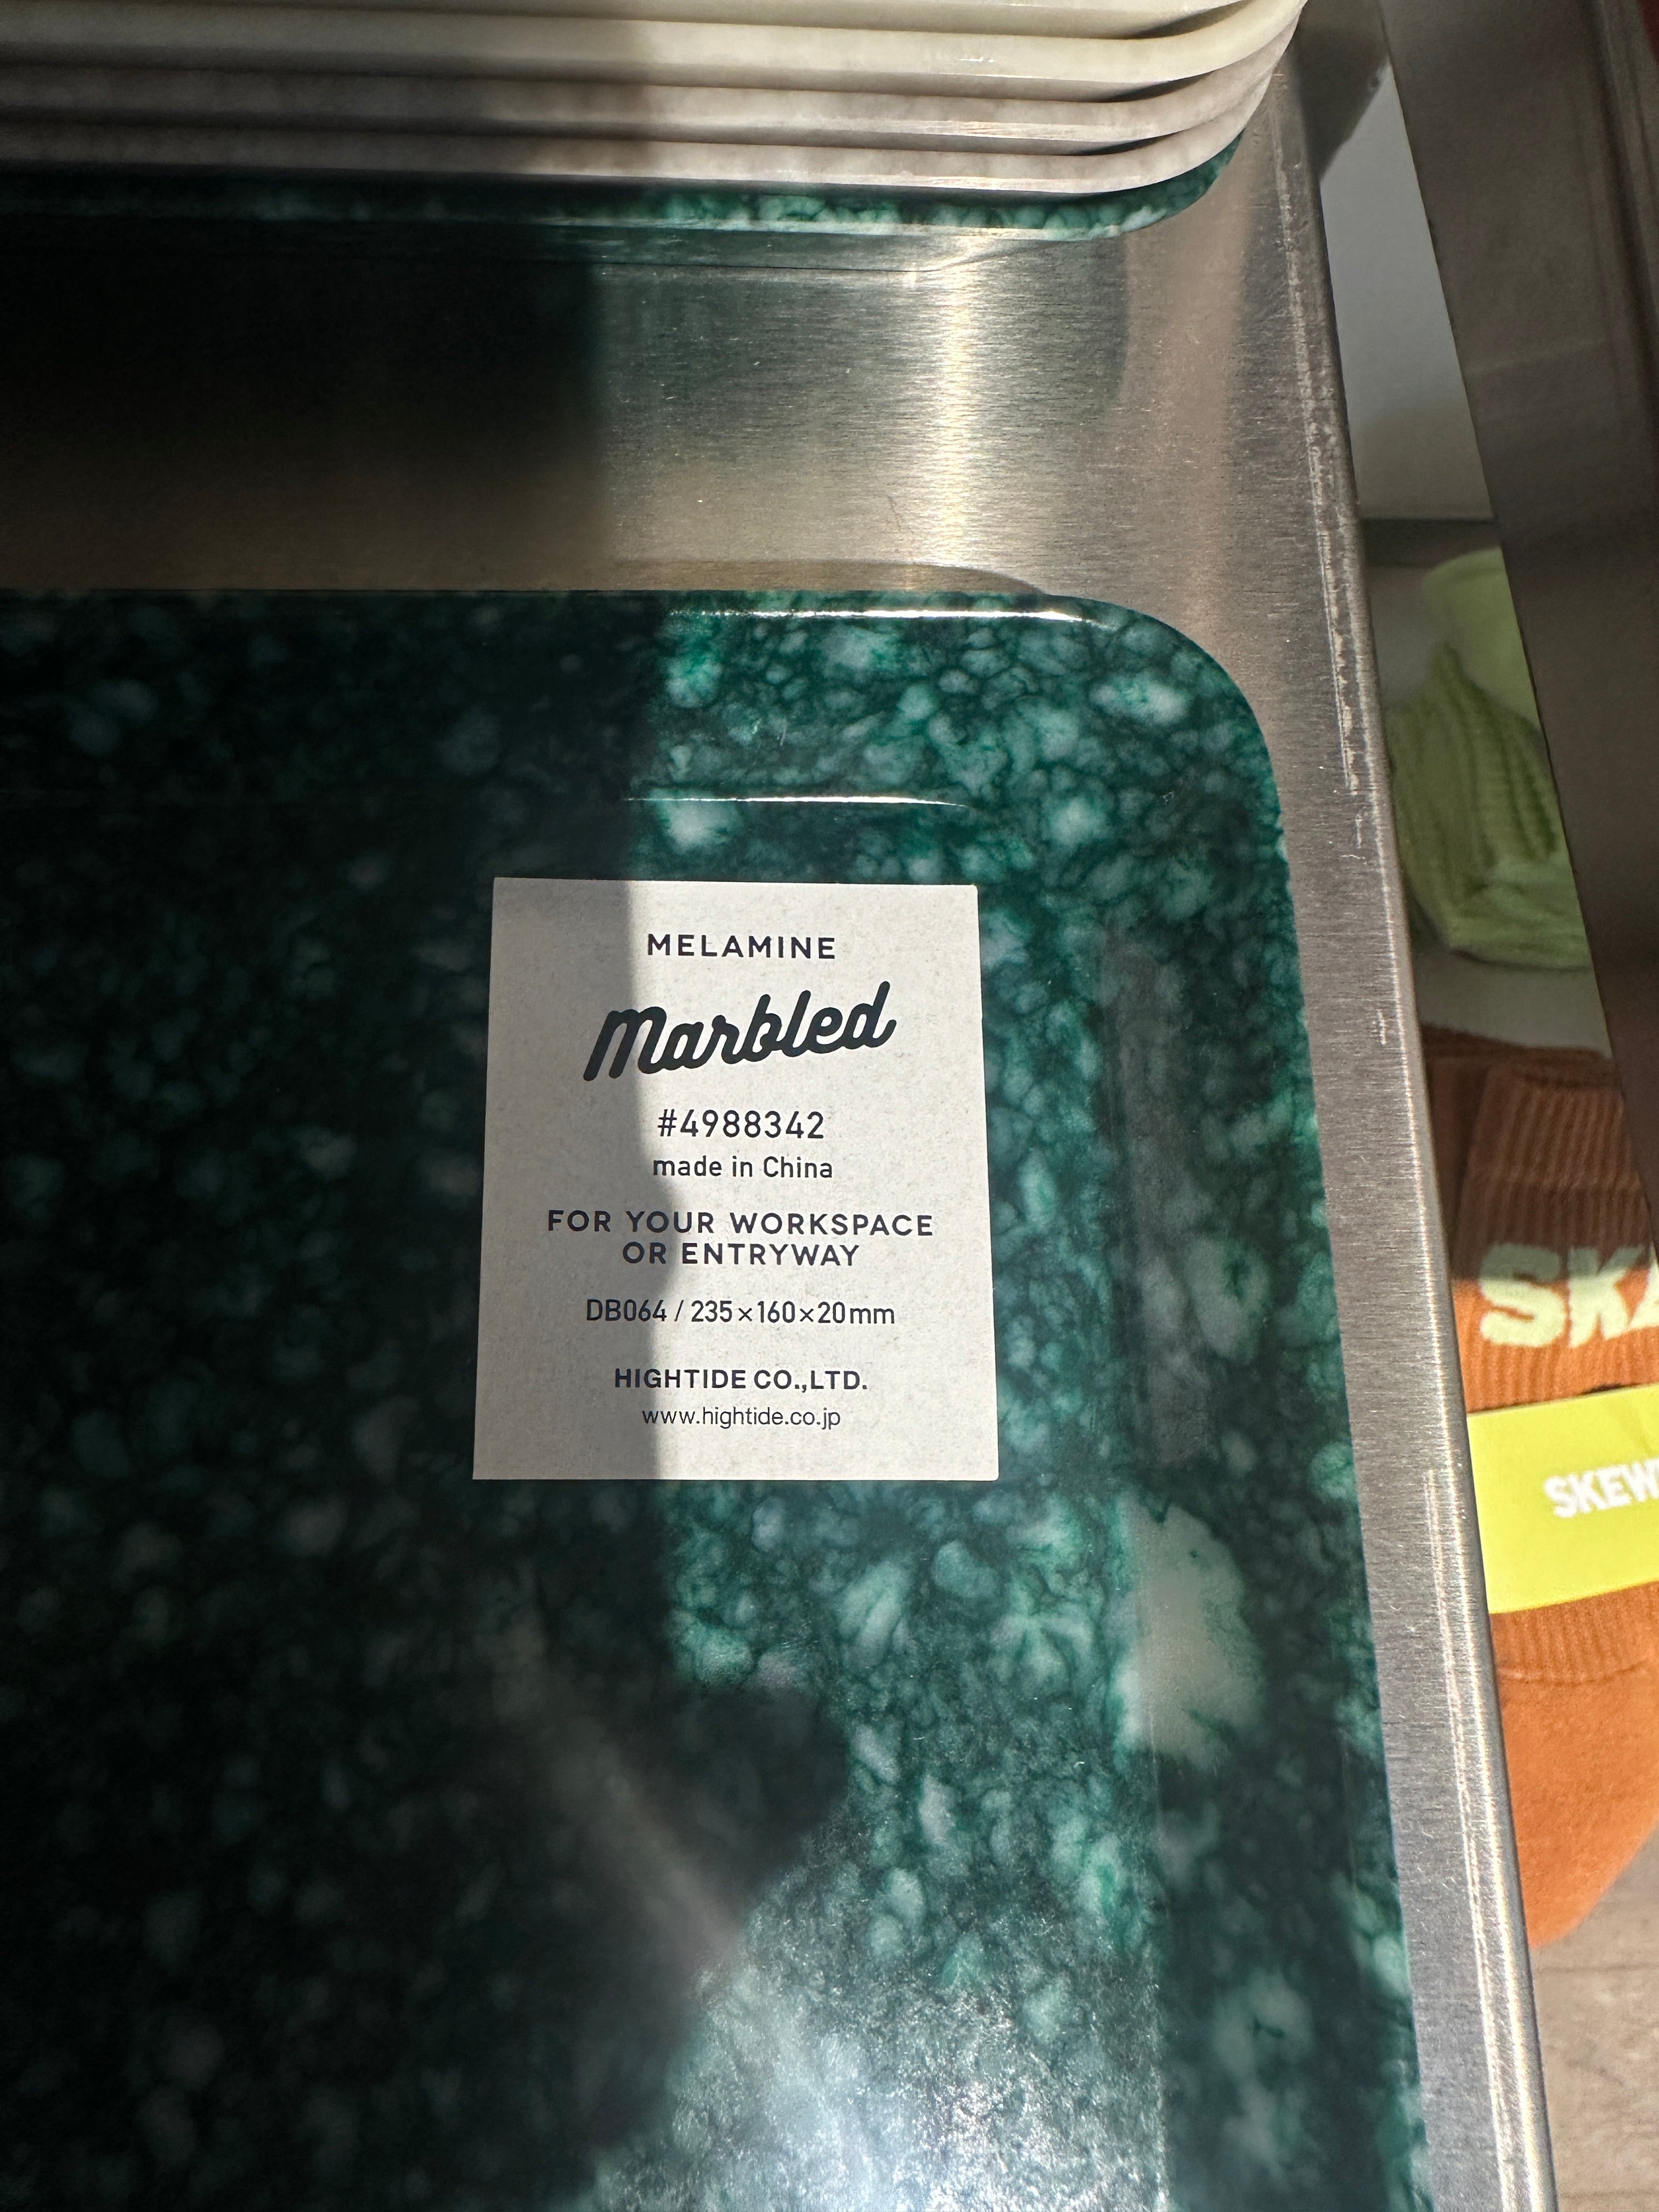 MELAMINE
Marbled
#4988342
made in China
FOR YOUR WORKSPACE
OR ENTRYWAY
DB064 / 235×160×20mm
HIGHTIDE CO.,LTD.
www.hightide.co.jp